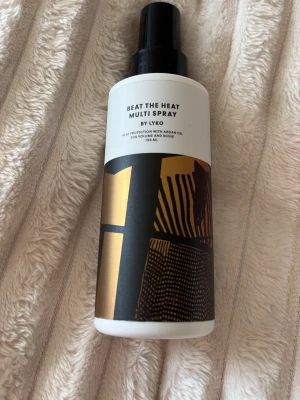 BEAT THE HEAT
MULTI SPRAY
BY LYKO
HEAT PROTECTION WITH ARGAN OIL
FOR VOLUME AND SHINE
150 ML